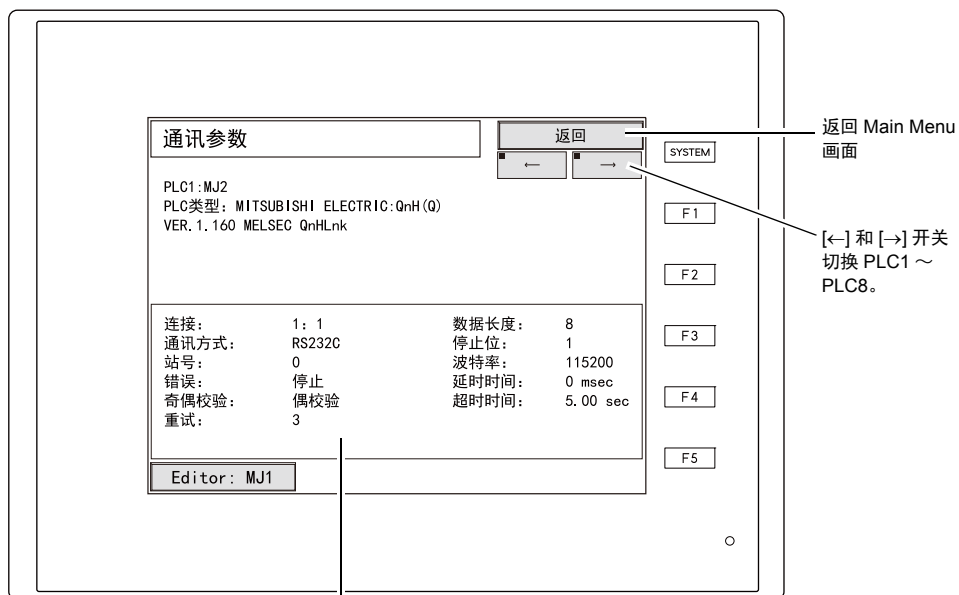 通讯参数
返回
← →
PLC1:MJ2
PLC类型: MITSUBISHI ELECTRIC:QnH(Q)
VER.1.160 MELSEC QnHLnk
连接: 1:1 数据长度: 8
通讯方式: RS232C 停止位: 1
站号: 0 波特率: 115200
错误: 停止 延时时间: 0 msec
奇偶校验: 偶校验 超时时间: 5.00 sec
重试: 3
Editor: MJ1
SYSTEM
F1
F2
F3
F4
F5
返回 Main Menu
画面
[←] 和 [→] 开关
切换 PLC1 ～
PLC8。